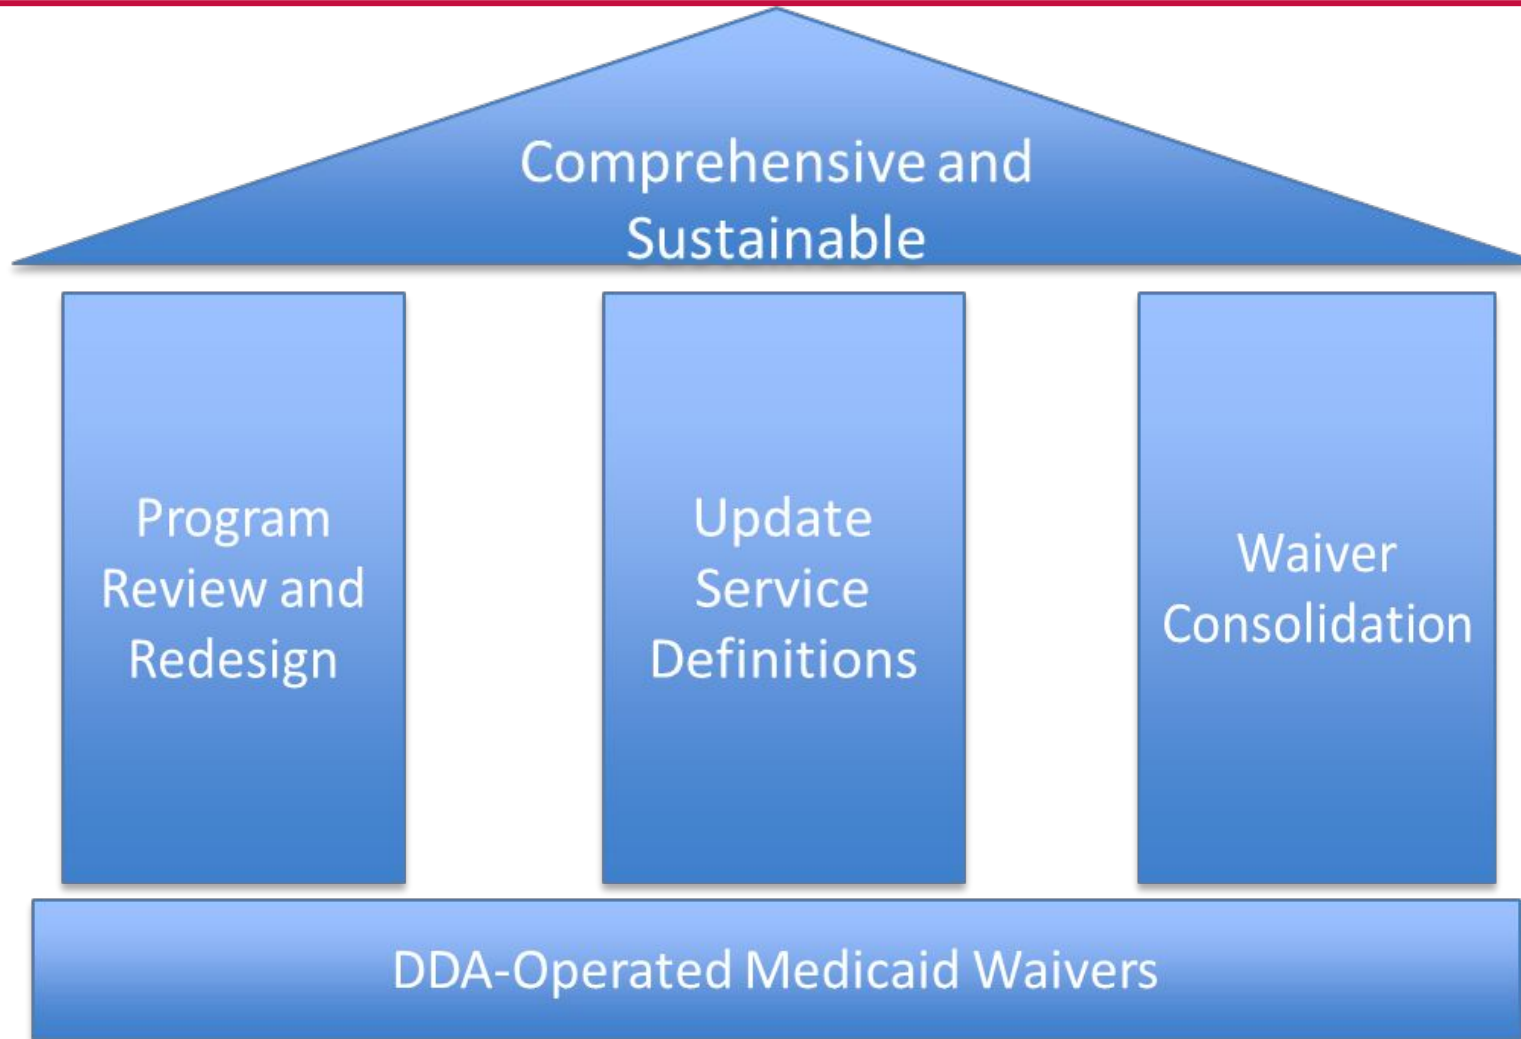 Comprehensive and
Sustainable
Program
Review and
Redesign
Update
Service
Definitions
Waiver
Consolidation
DDA-Operated Medicaid Waivers